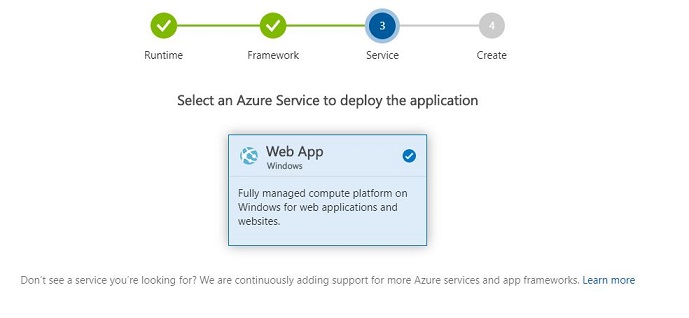 3
4
Runtime
Framework
Service
Create
Select an Azure Service to deploy the application
Web App
Windows
Fully managed compute platform on
Windows for web applications and
websites.
Don't see a service you're looking for? We are continuously adding support for more Azure services and app frameworks. Learn more